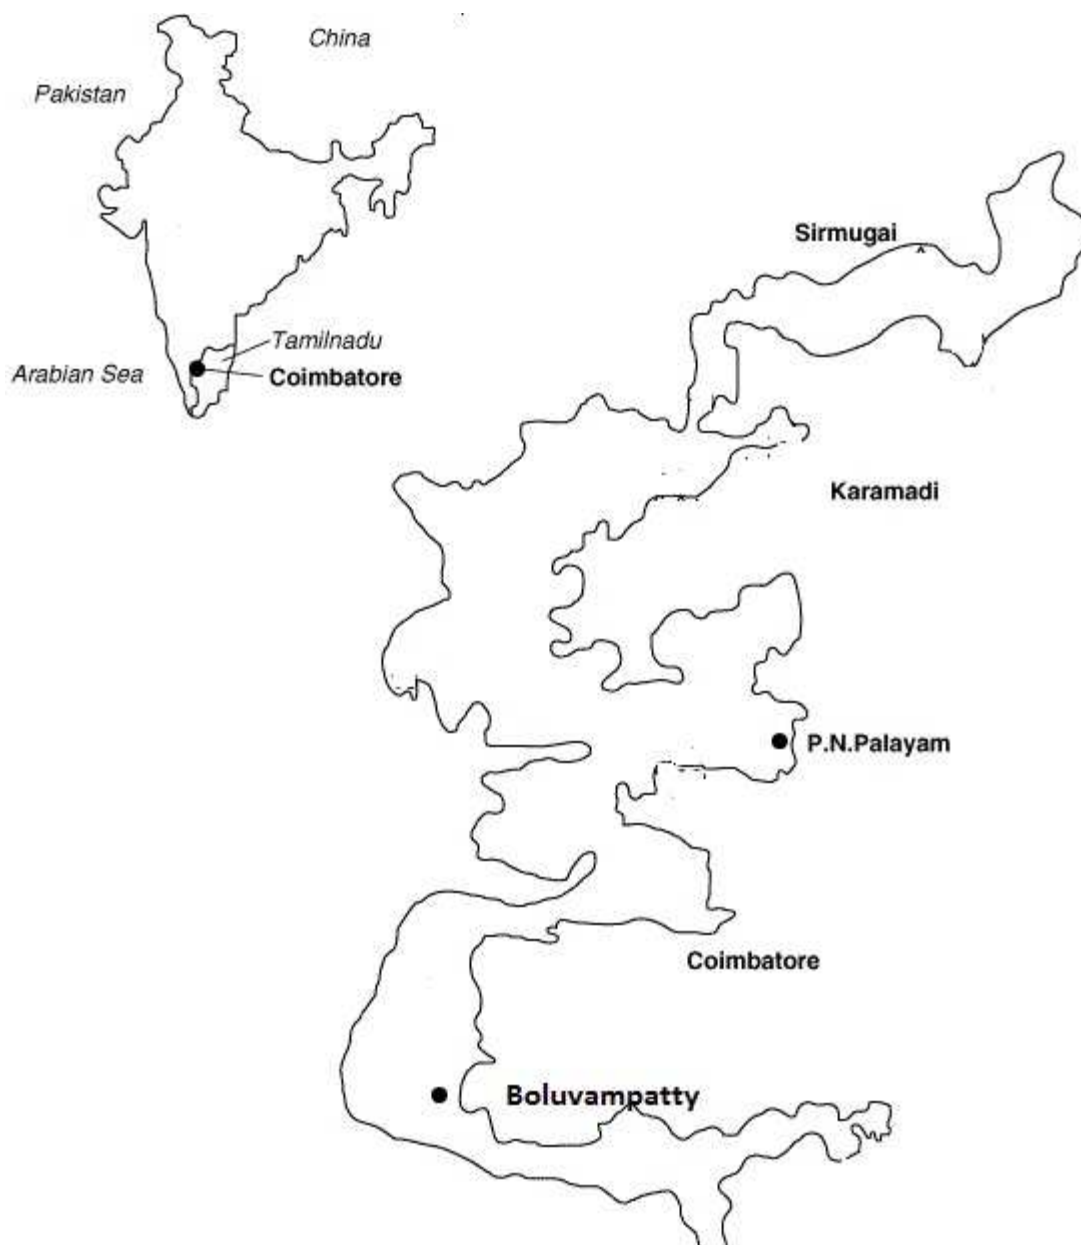 China
Pakistan
Sirmugai
Tamilnadu
Arabian Sea
Coimbatore
Karamadi
P.N.Palayam
Coimbatore
Boluvampatty